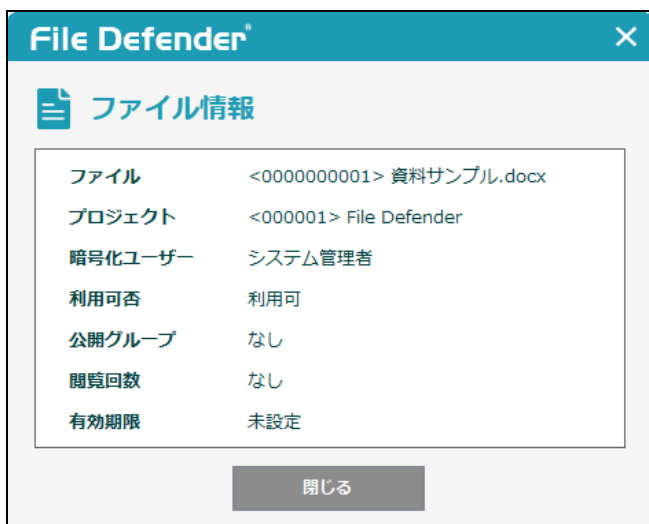 File Defender®
ファイル情報
ファイル <0000000001> 資料サンプル.docx
プロジェクト <000001> File Defender
暗号化ユーザー システム管理者
利用可否 利用可
公開グループ なし
閲覧回数 なし
有効期限 未設定
閉じる